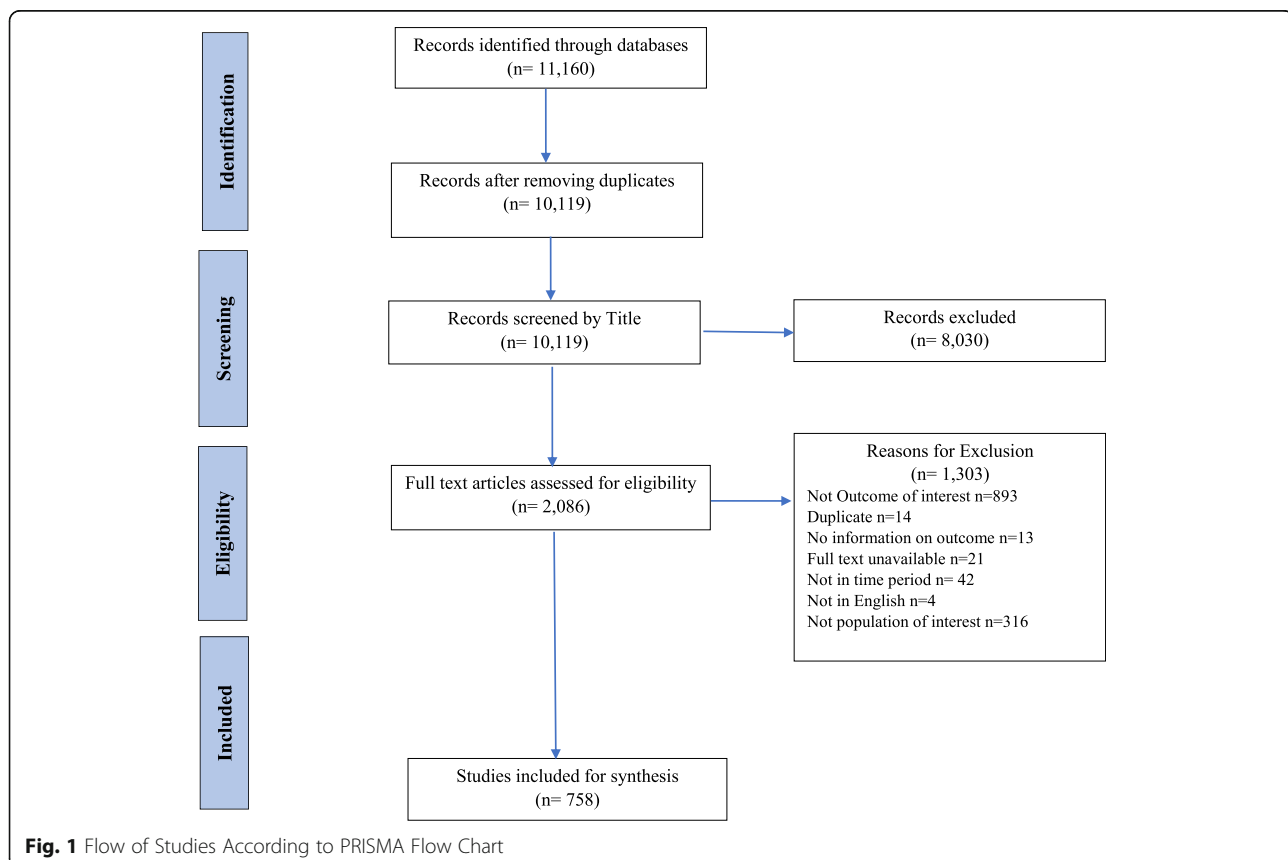 Identification
Records identified through databases
(n= 11,160)
Records after removing duplicates
(n= 10,119)
Screening
Records screened by Title
(n= 10,119)
Records excluded
(n= 8,030)
Eligibility
Full text articles assessed for eligibility
(n= 2,086)
Reasons for Exclusion
(n= 1,303)
Not Outcome of interest n=893
Duplicate n=14
No information on outcome n=13
Full text unavailable n=21
Not in time period n= 42
Not in English n=4
Not population of interest n=316
Included
Studies included for synthesis
(n= 758)
Fig. 1 Flow of Studies According to PRISMA Flow Chart